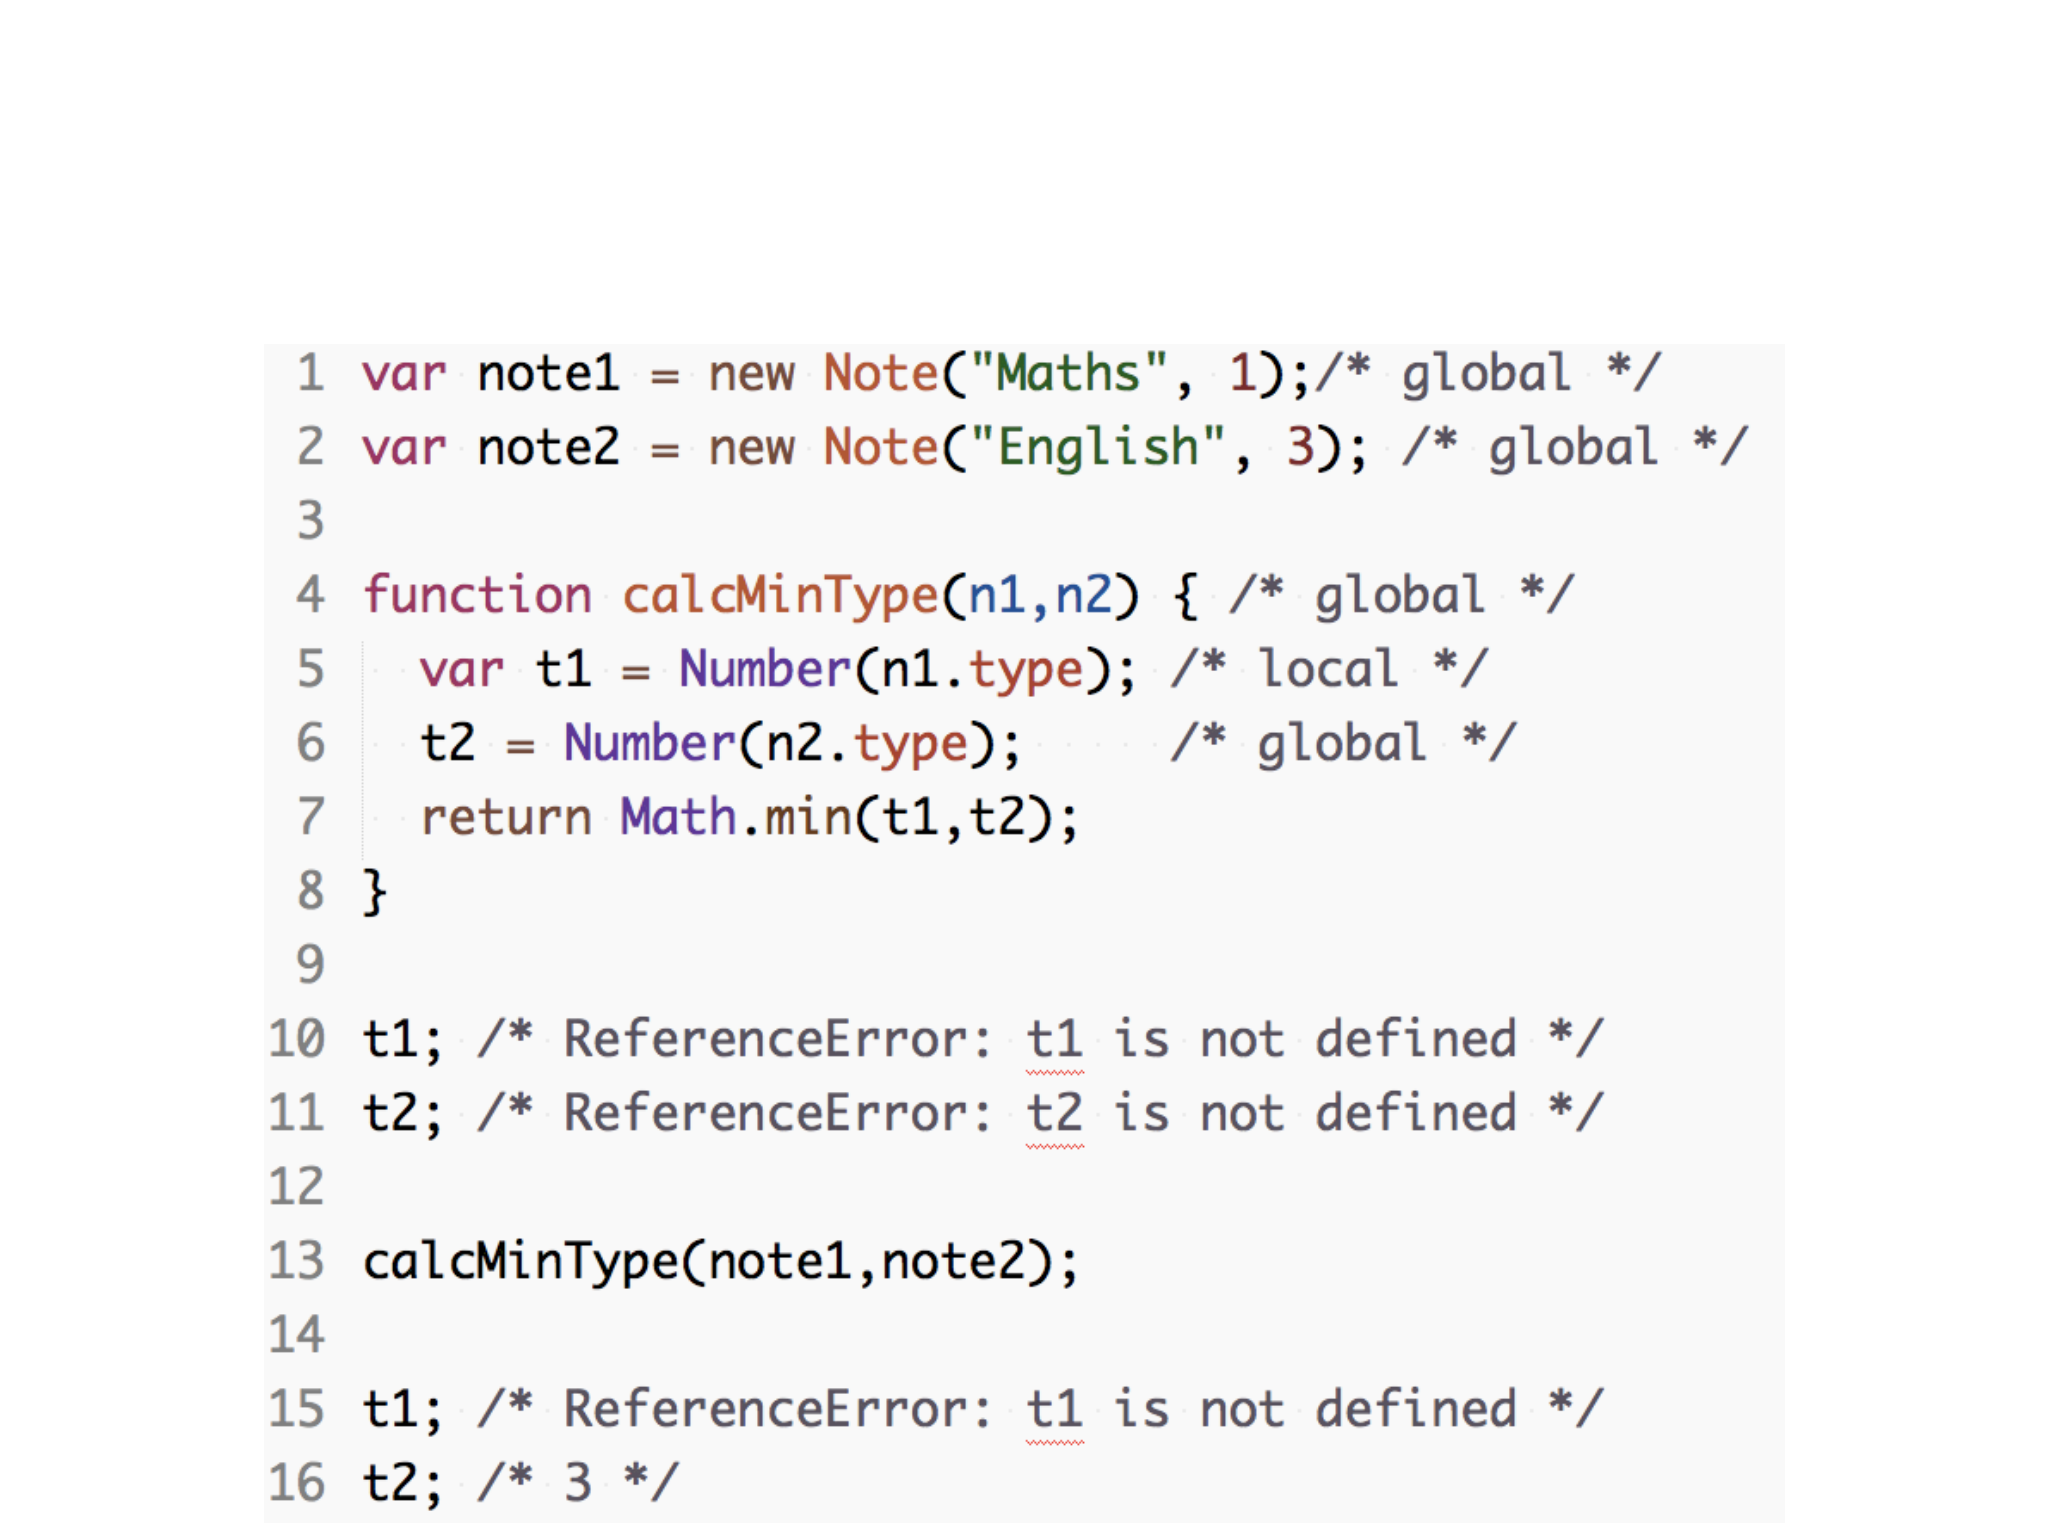 1 var note1 = new Note("Maths", 1);/* global */
2 var note2 = new Note("English", 3); /* global */
3
4 function calcMinType(n1,n2) { /* global */
5   var t1 = Number(n1.type); /* local */
6   t2 = Number(n2.type);     /* global */
7   return Math.min(t1,t2);
8 }
9
10 t1; /* ReferenceError: t1 is not defined */
11 t2; /* ReferenceError: t2 is not defined */
12
13 calcMinType(note1,note2);
14
15 t1; /* ReferenceError: t1 is not defined */
16 t2; /* 3 */